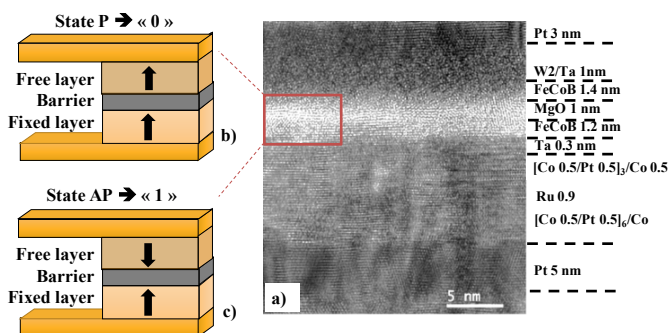 State P ➔ « 0 »
Free layer
Barrier
Fixed layer
b)
State AP ➔ « 1 »
Free layer
Barrier
Fixed layer
c)
a)
5 nm
Pt 3 nm
W2/Ta 1nm
FeCoB 1.4 nm
MgO 1 nm
FeCoB 1.2 nm
Ta 0.3 nm
[Co 0.5/Pt 0.5]₃/Co 0.5
Ru 0.9
[Co 0.5/Pt 0.5]₆/Co
Pt 5 nm